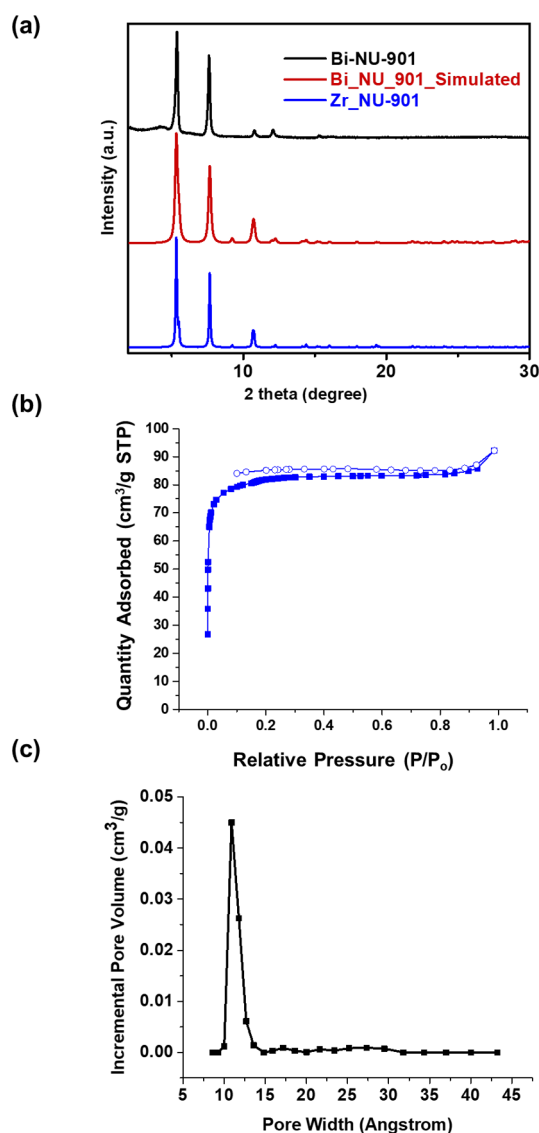 (a)
Bi-NU-901
Bi_NU_901_Simulated
Zr_NU-901
Intensity (a.u.)
10 20 30
2 theta (degree)
(b)
100
90
80
70
60
50
40
30
20
10
0
Quantity Adsorbed (cm³/g STP)
0.0 0.2 0.4 0.6 0.8 1.0
Relative Pressure (P/Pₒ)
(c)
0.05
0.04
0.03
0.02
0.01
0.00
Incremental Pore Volume (cm³/g)
5 10 15 20 25 30 35 40 45
Pore Width (Angstrom)